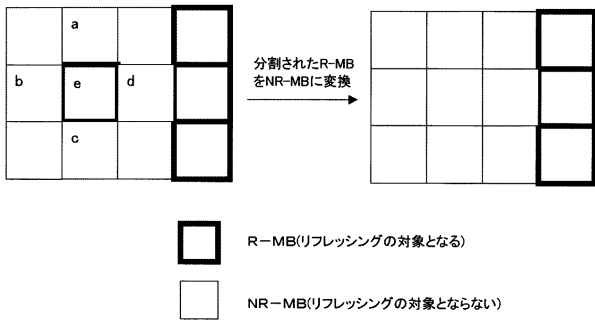 a
b e d
c
分割されたR-MB
をNR-MBに変換
R-MB(リフレッシングの対象となる)
NR-MB(リフレッシングの対象とならない)